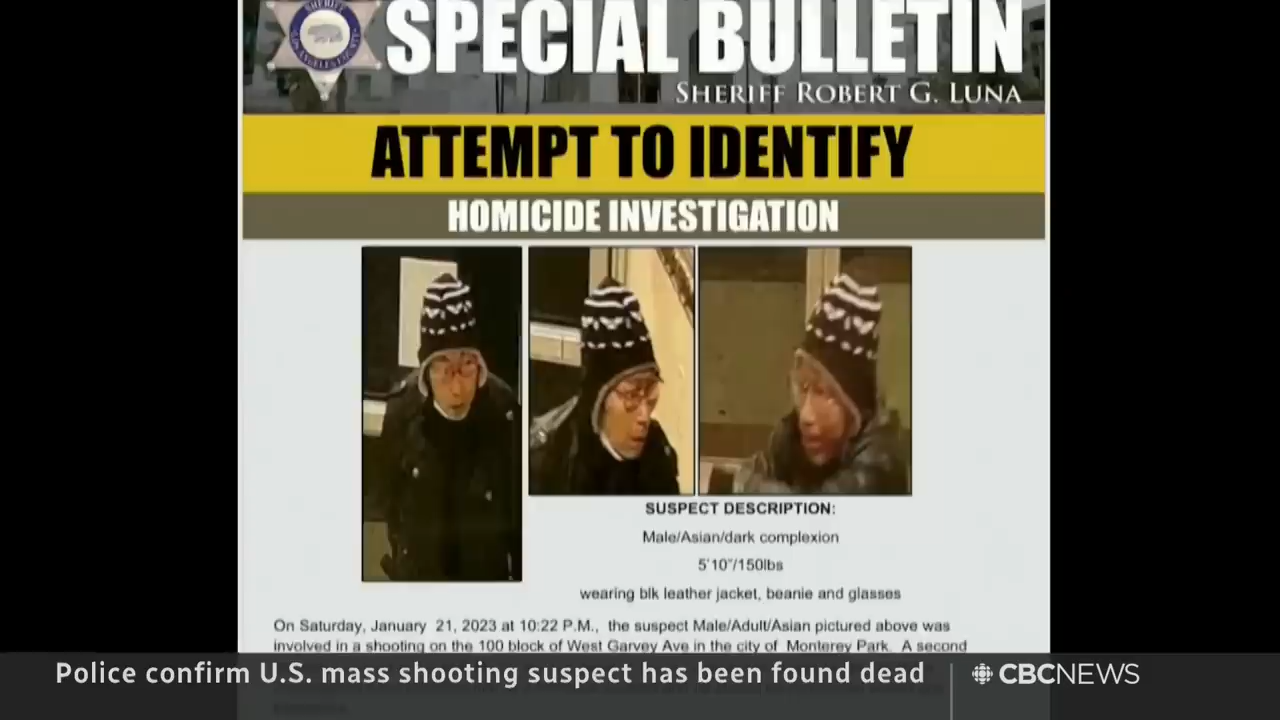 SHERIFF
SPECIAL BULLETIN
SHERIFF ROBERT G. LUNA
ATTEMPT TO IDENTIFY
HOMICIDE INVESTIGATION
SUSPECT DESCRIPTION:
Male/Asian/dark complexion
5'10"/150lbs
wearing blk leather jacket, beanie and glasses
On Saturday, January 21, 2023 at 10:22 P.M., the suspect Male/Adult/Asian pictured above was
involved in a shooting on the 100 block of West Garvey Ave in the city of Monterey Park. A second
Police confirm U.S. mass shooting suspect has been found dead
CBCNEWS